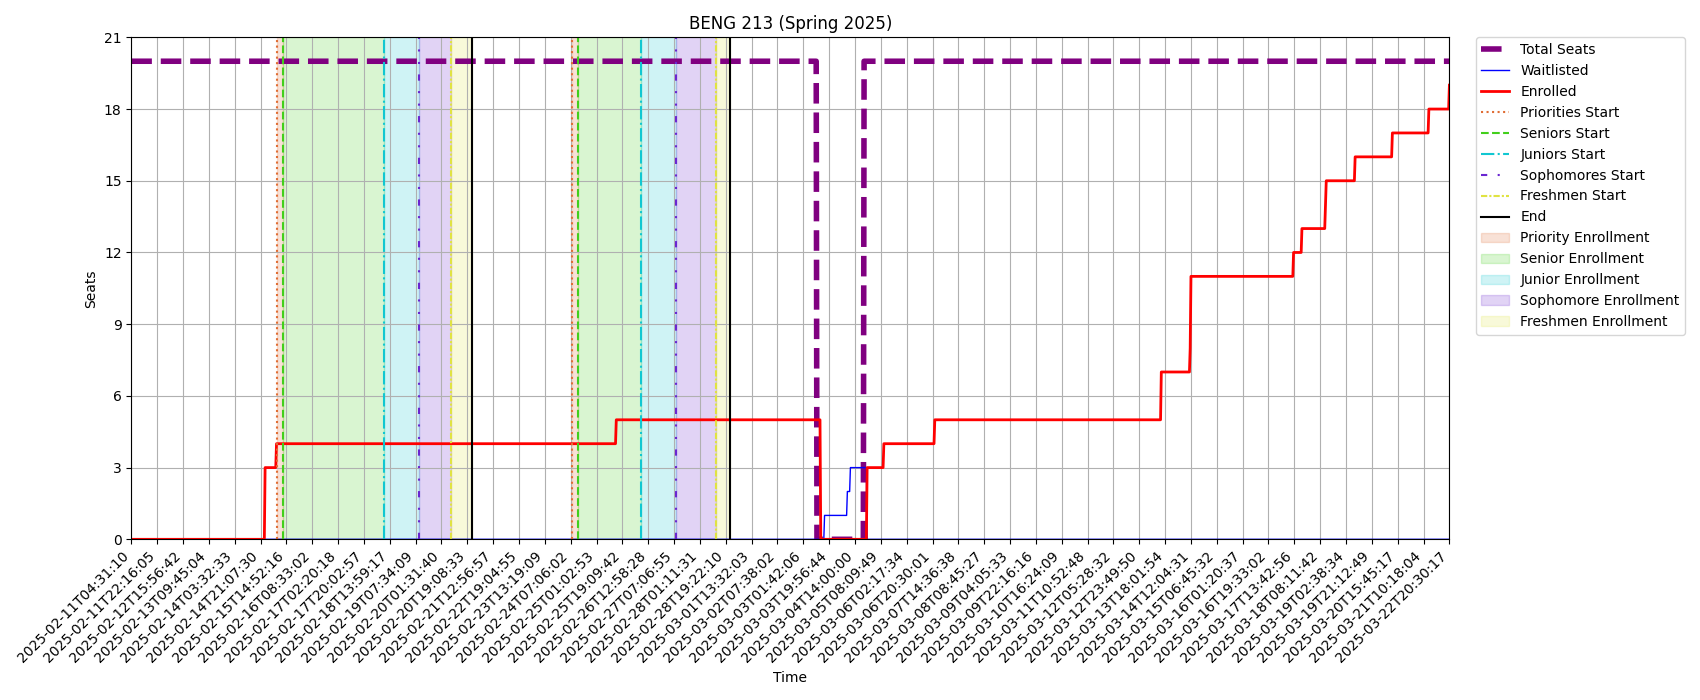 BENG 213 (Spring 2025)
Seats
21
18
15
12
9
6
3
0
Total Seats
Waitlisted
Enrolled
Priorities Start
Seniors Start
Juniors Start
Sophomores Start
Freshmen Start
End
Priority Enrollment
Senior Enrollment
Junior Enrollment
Sophomore Enrollment
Freshmen Enrollment
2025-02-11T04:31:10
2025-02-11T22:16:05
2025-02-12T15:56:42
2025-02-13T09:45:04
2025-02-14T03:32:33
2025-02-14T21:07:30
2025-02-15T14:52:16
2025-02-16T08:33:02
2025-02-17T02:20:18
2025-02-17T20:02:57
2025-02-18T13:59:17
2025-02-19T07:34:09
2025-02-20T01:31:40
2025-02-20T19:08:33
2025-02-21T12:56:57
2025-02-22T19:04:55
2025-02-23T13:19:09
2025-02-24T07:06:02
2025-02-25T01:02:53
2025-02-25T19:09:42
2025-02-26T12:58:28
2025-02-27T07:06:55
2025-02-28T01:11:31
2025-02-28T19:22:10
2025-03-01T13:32:03
2025-03-02T07:38:02
2025-03-03T01:42:06
2025-03-03T19:56:44
2025-03-04T14:00:00
2025-03-05T08:09:49
2025-03-06T02:17:34
2025-03-06T20:30:01
2025-03-07T14:36:38
2025-03-08T08:45:27
2025-03-09T04:05:33
2025-03-09T22:16:16
2025-03-10T16:24:09
2025-03-11T10:52:48
2025-03-12T05:28:32
2025-03-12T23:49:50
2025-03-13T18:01:54
2025-03-14T12:04:31
2025-03-15T06:45:32
2025-03-16T01:20:37
2025-03-16T19:33:02
2025-03-17T13:42:56
2025-03-18T08:11:42
2025-03-19T02:38:34
2025-03-19T21:12:49
2025-03-20T15:45:17
2025-03-21T10:18:04
2025-03-22T20:30:17
Time